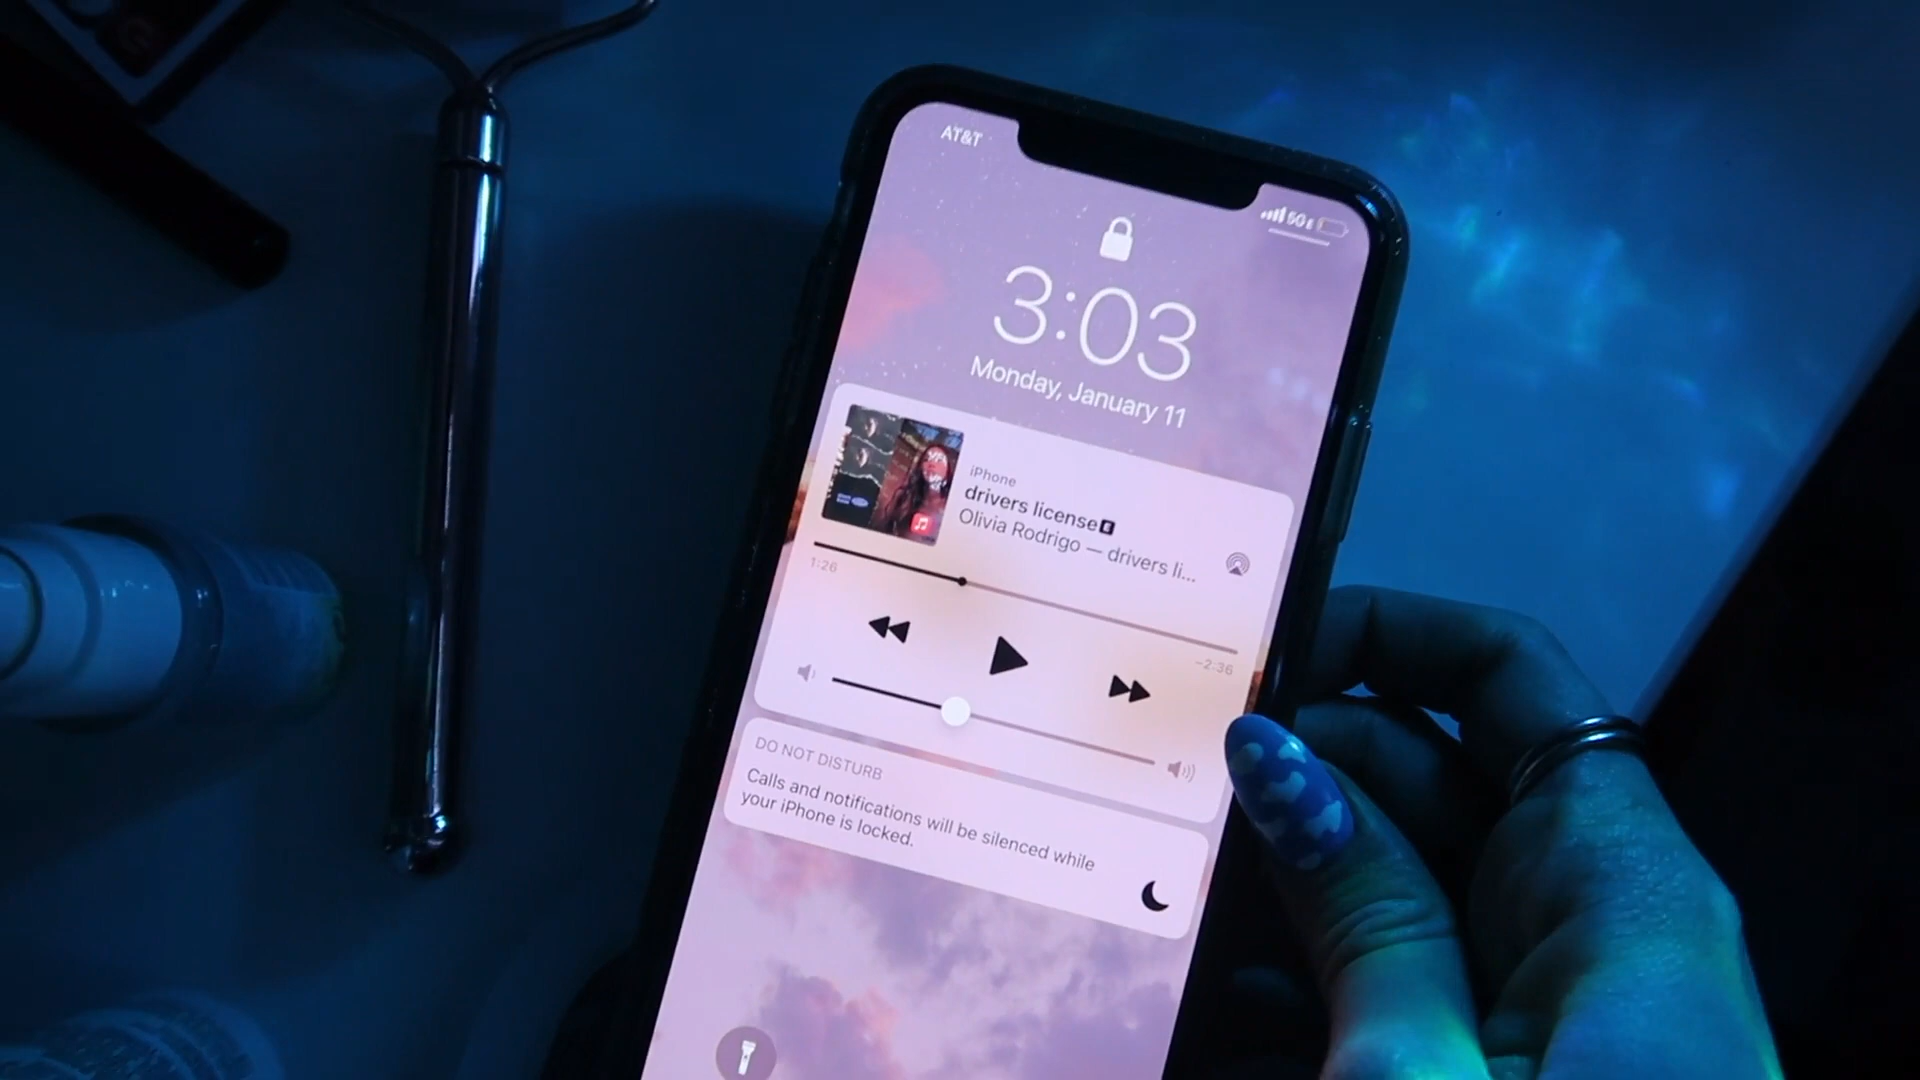 AT&T
5GE
3:03
Monday, January 11
iPhone
drivers license E
Olivia Rodrigo — drivers li...
1:26
-2:36
DO NOT DISTURB
Calls and notifications will be silenced while
your iPhone is locked.